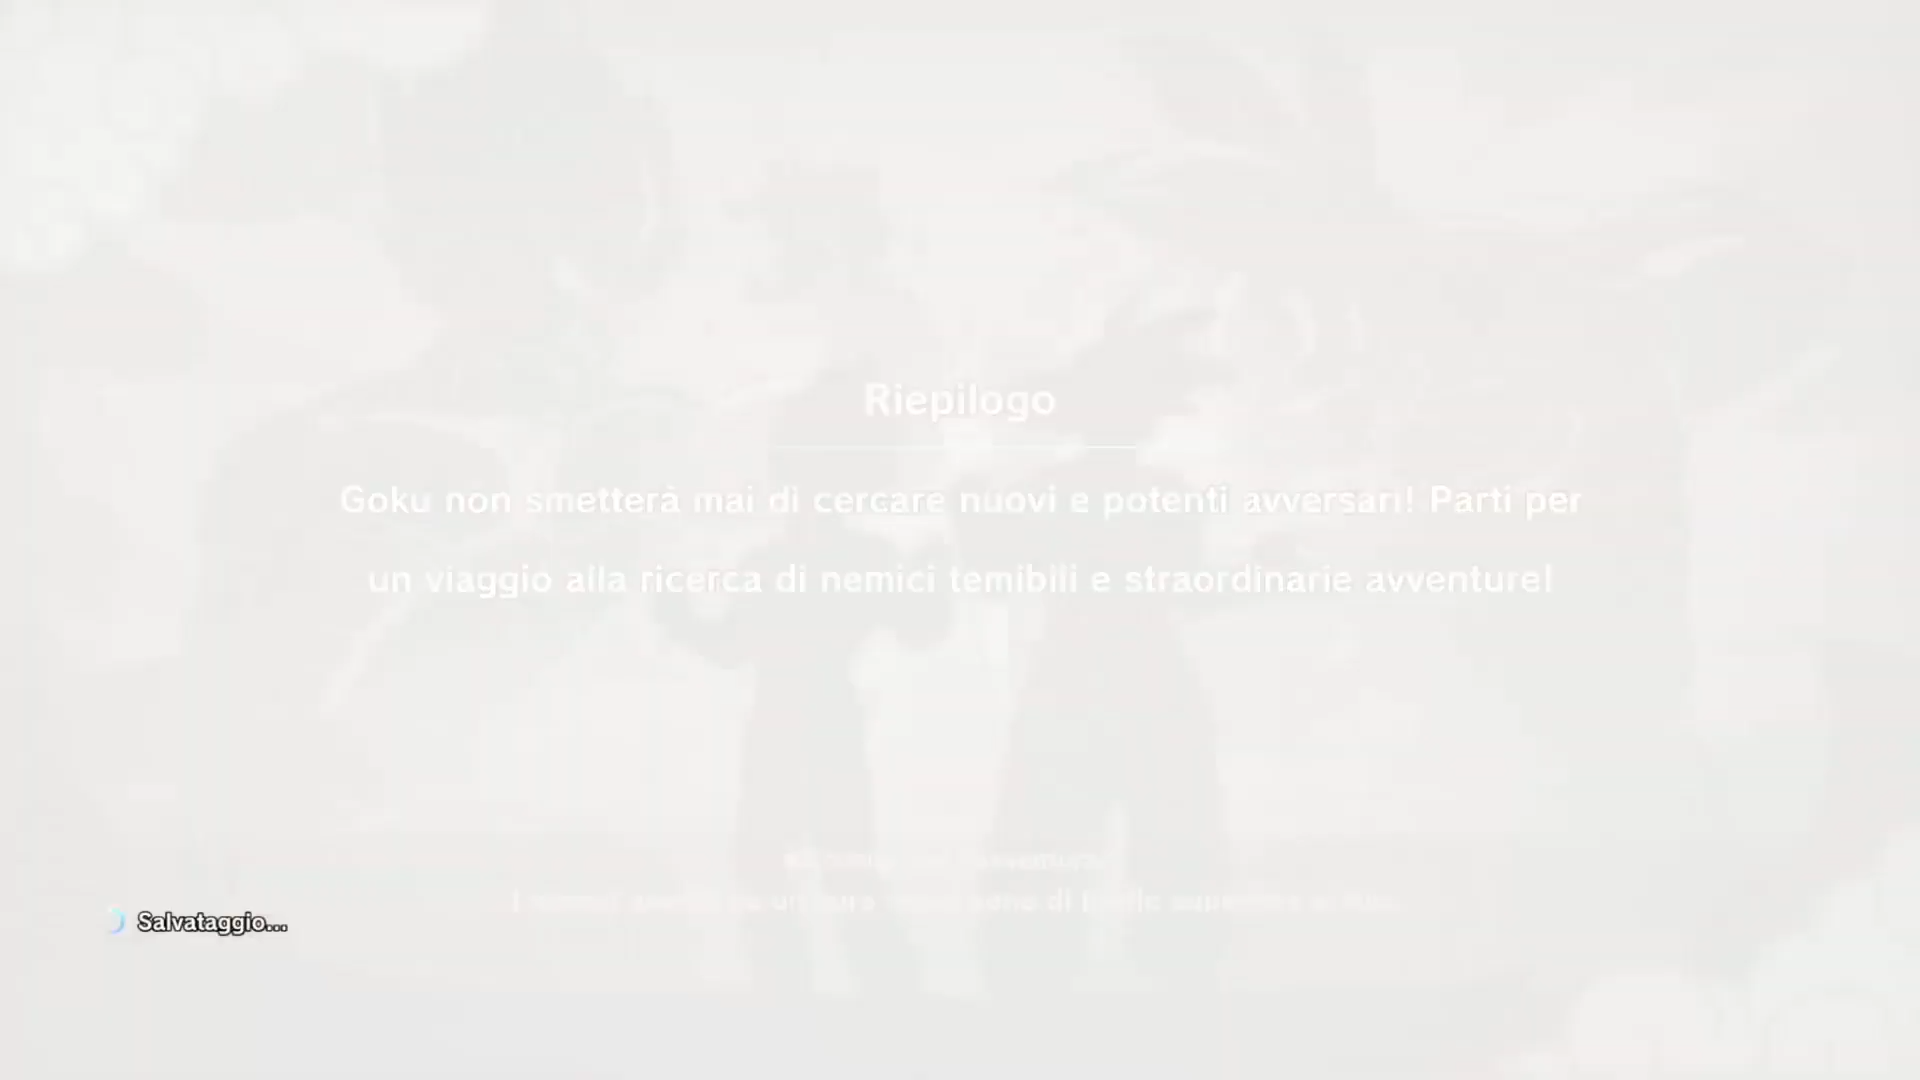 Riepilogo
Goku non smetterà mai di cercare nuovi e potenti avversari! Parti per
un viaggio alla ricerca di nemici temibili e straordinarie avventure!
di
Salvataggio...